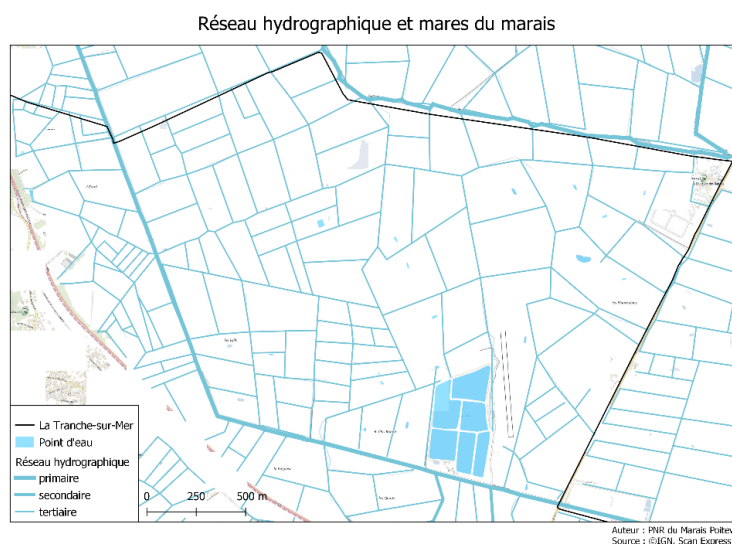 Réseau hydrographique et mares du marais
La Tranche-sur-Mer
Point d'eau
Réseau hydrographique
primaire
secondaire
tertiaire
0 250 500 m
Auteur : PNR du Marais Poitev
Source : ©IGN, Scan Express